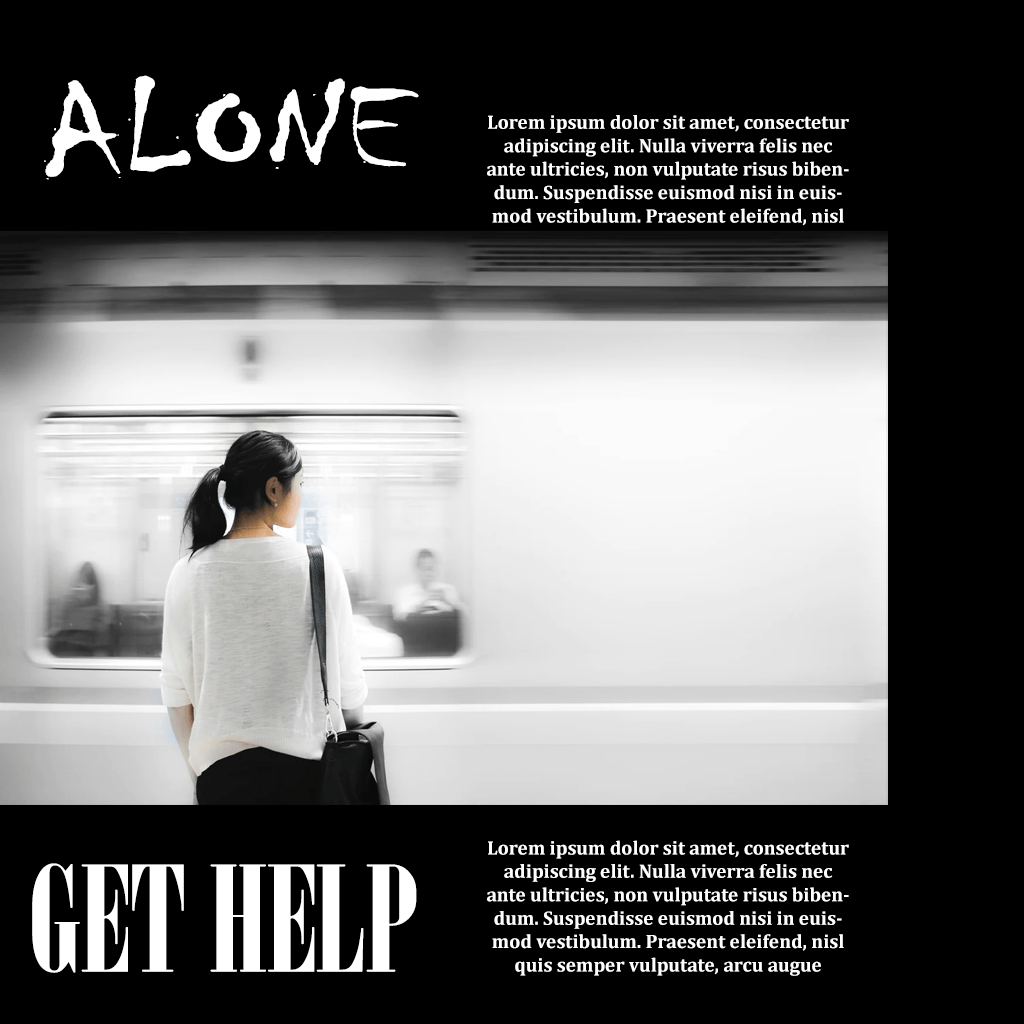 ALONE
Lorem ipsum dolor sit amet, consectetur
adipiscing elit. Nulla viverra felis nec
ante ultricies, non vulputate risus biben-
dum. Suspendisse euismod nisi in euis-
mod vestibulum. Praesent eleifend, nisl
GET HELP
Lorem ipsum dolor sit amet, consectetur
adipiscing elit. Nulla viverra felis nec
ante ultricies, non vulputate risus biben-
dum. Suspendisse euismod nisi in euis-
mod vestibulum. Praesent eleifend, nisl
quis semper vulputate, arcu augue